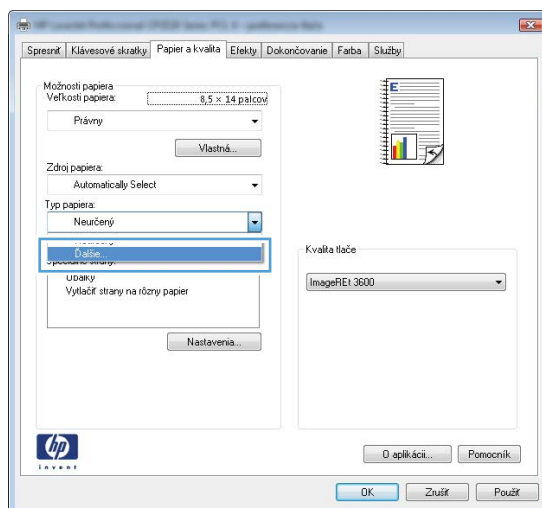 Spresniť Klávesové skratky Papier a kvalita Efekty Dokončovanie Farba Služby
Možnosti papiera
Veľkosti papiera: 8,5 × 14 palcov
Právny
Vlastná...
Zdroj papiera:
Automatically Select
Typ papiera:
Neurčený
Ďalšie...
Ubálky
Vytlačiť strany na rôzny papier
Nastavenia...
E
Kvalita tlače
ImageREt 3600
hp
invent
O aplikácii... Pomocník
OK Zrušiť Použiť